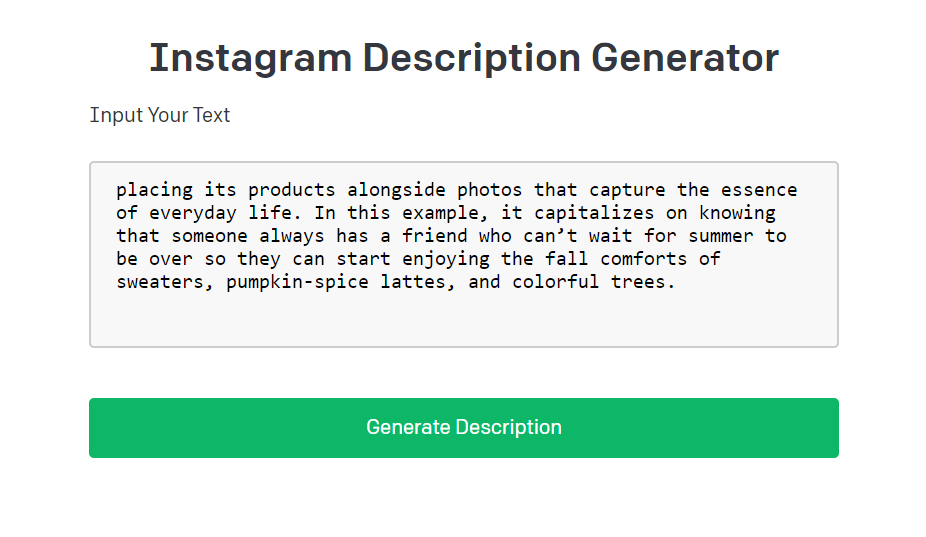 Instagram Description Generator
Input Your Text
placing its products alongside photos that capture the essence
of everyday life. In this example, it capitalizes on knowing
that someone always has a friend who can’t wait for summer to
be over so they can start enjoying the fall comforts of
sweaters, pumpkin-spice lattes, and colorful trees.
Generate Description